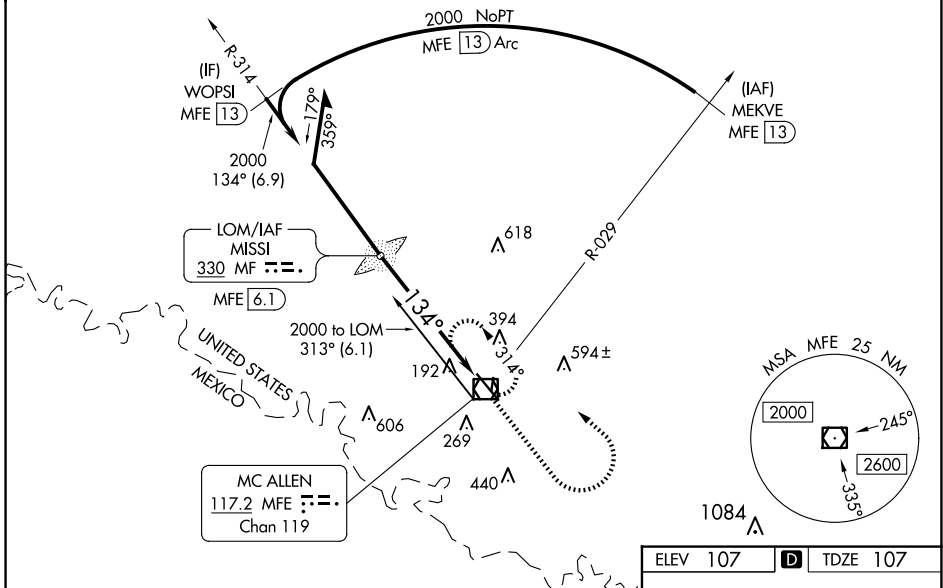 2000 NoPT
MFE 13 Arc
R-314
(IF)
WOPSI
MFE 13
179°
359°
(IAF)
MEKVE
MFE 13
2000
134° (6.9)
LOM/IAF
MISSI
330 MF
MFE 6.1
618
R-029
134°
2000 to LOM
313° (6.1)
394
314°
192
594±
UNITED STATES
MEXICO
606
269
440
MC ALLEN
117.2 MFE
Chan 119
MSA MFE 25 NM
2000
245°
2600
335°
1084
ELEV 107 D TDZE 107